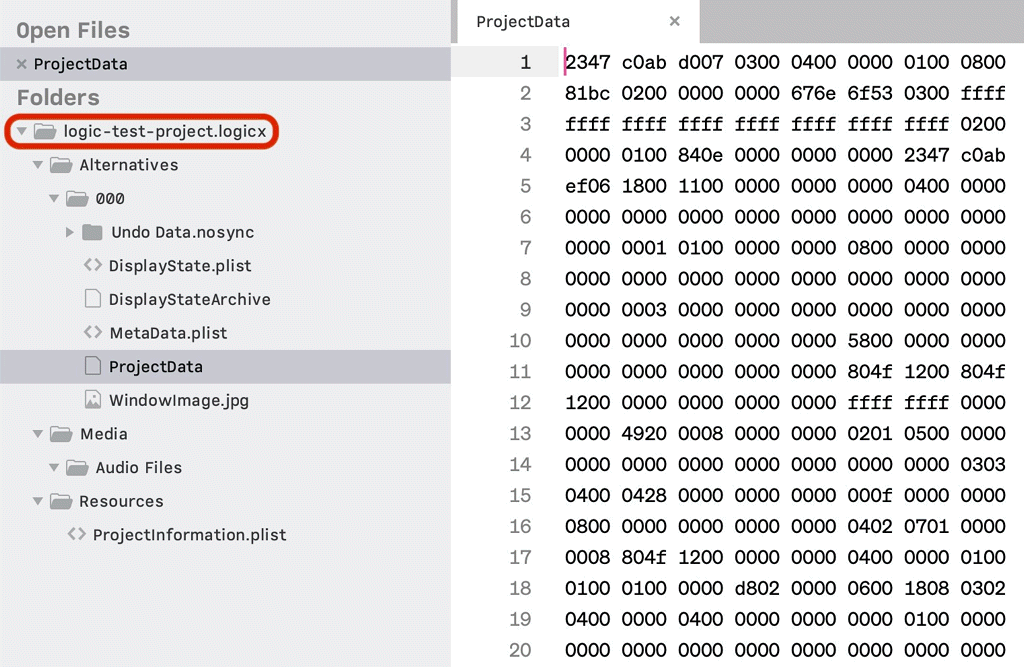 Open Files
ProjectData
Folders
logic-test-project.logicx
Alternatives
000
Undo Data.nosync
DisplayState.plist
DisplayStateArchive
MetaData.plist
ProjectData
WindowImage.jpg
Media
Audio Files
Resources
ProjectInformation.plist
ProjectData
1 2347 c0ab d007 0300 0400 0000 0100 0800
2 81bc 0200 0000 0000 676e 6f53 0300 ffff
3 ffff ffff ffff ffff ffff ffff ffff 0200
4 0000 0100 840e 0000 0000 0000 2347 c0ab
5 ef06 1800 1100 0000 0000 0000 0400 0000
6 0000 0000 0000 0000 0000 0000 0000 0000
7 0000 0001 0100 0000 0000 0800 0000 0000
8 0000 0000 0000 0000 0000 0000 0000 0000
9 0000 0003 0000 0000 0000 0000 0000 0000
10 0000 0000 0000 0000 0000 5800 0000 0000
11 0000 0000 0000 0000 0000 804f 1200 804f
12 1200 0000 0000 0000 0000 ffff ffff 0000
13 0000 4920 0008 0000 0000 0201 0500 0000
14 0000 0000 0000 0000 0000 0000 0000 0303
15 0400 0428 0000 0000 0000 000f 0000 0000
16 0800 0000 0000 0000 0000 0402 0701 0000
17 0008 804f 1200 0000 0000 0400 0000 0100
18 0100 0100 0000 d802 0000 0600 1808 0302
19 0400 0000 0400 0000 0000 0000 0100 0000
20 0000 0000 0000 0000 0000 0000 0000 0000